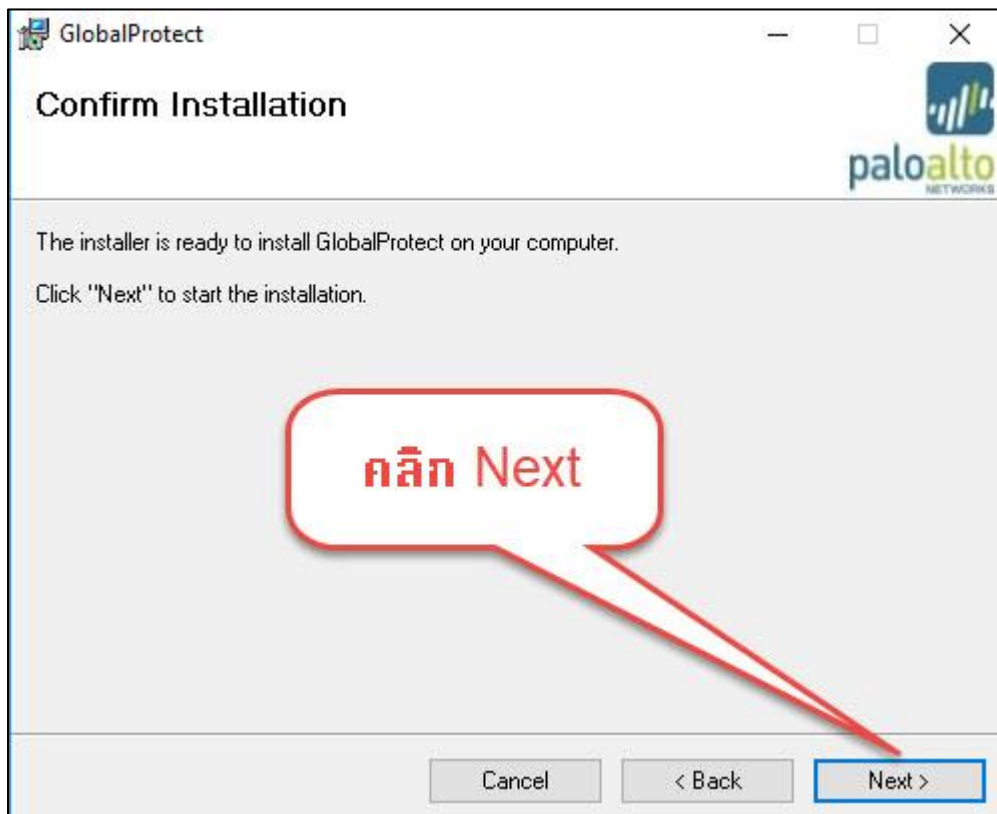 GlobalProtect
Confirm Installation
paloalto
NETWORKS
The installer is ready to install GlobalProtect on your computer.
Click "Next" to start the installation.
คลิก Next
Cancel
< Back
Next >